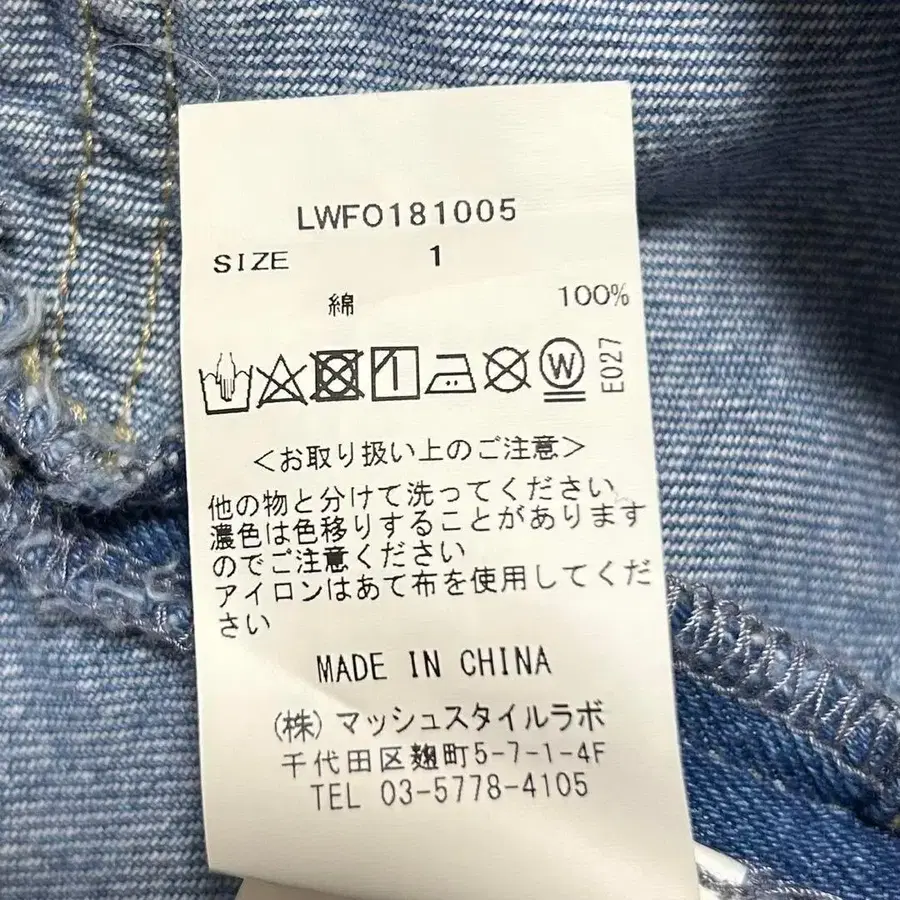 LWFO181005
SIZE 1
綿 100%
W E027
＜お取り扱い上のご注意＞
他の物と分けて洗ってください
濃色は色移りすることがあります
のでご注意ください
アイロンはあて布を使用してくだ
さい
MADE IN CHINA
(株) マッシュスタイルラボ
千代田区麹町5-7-1-4F
TEL 03-5778-4105